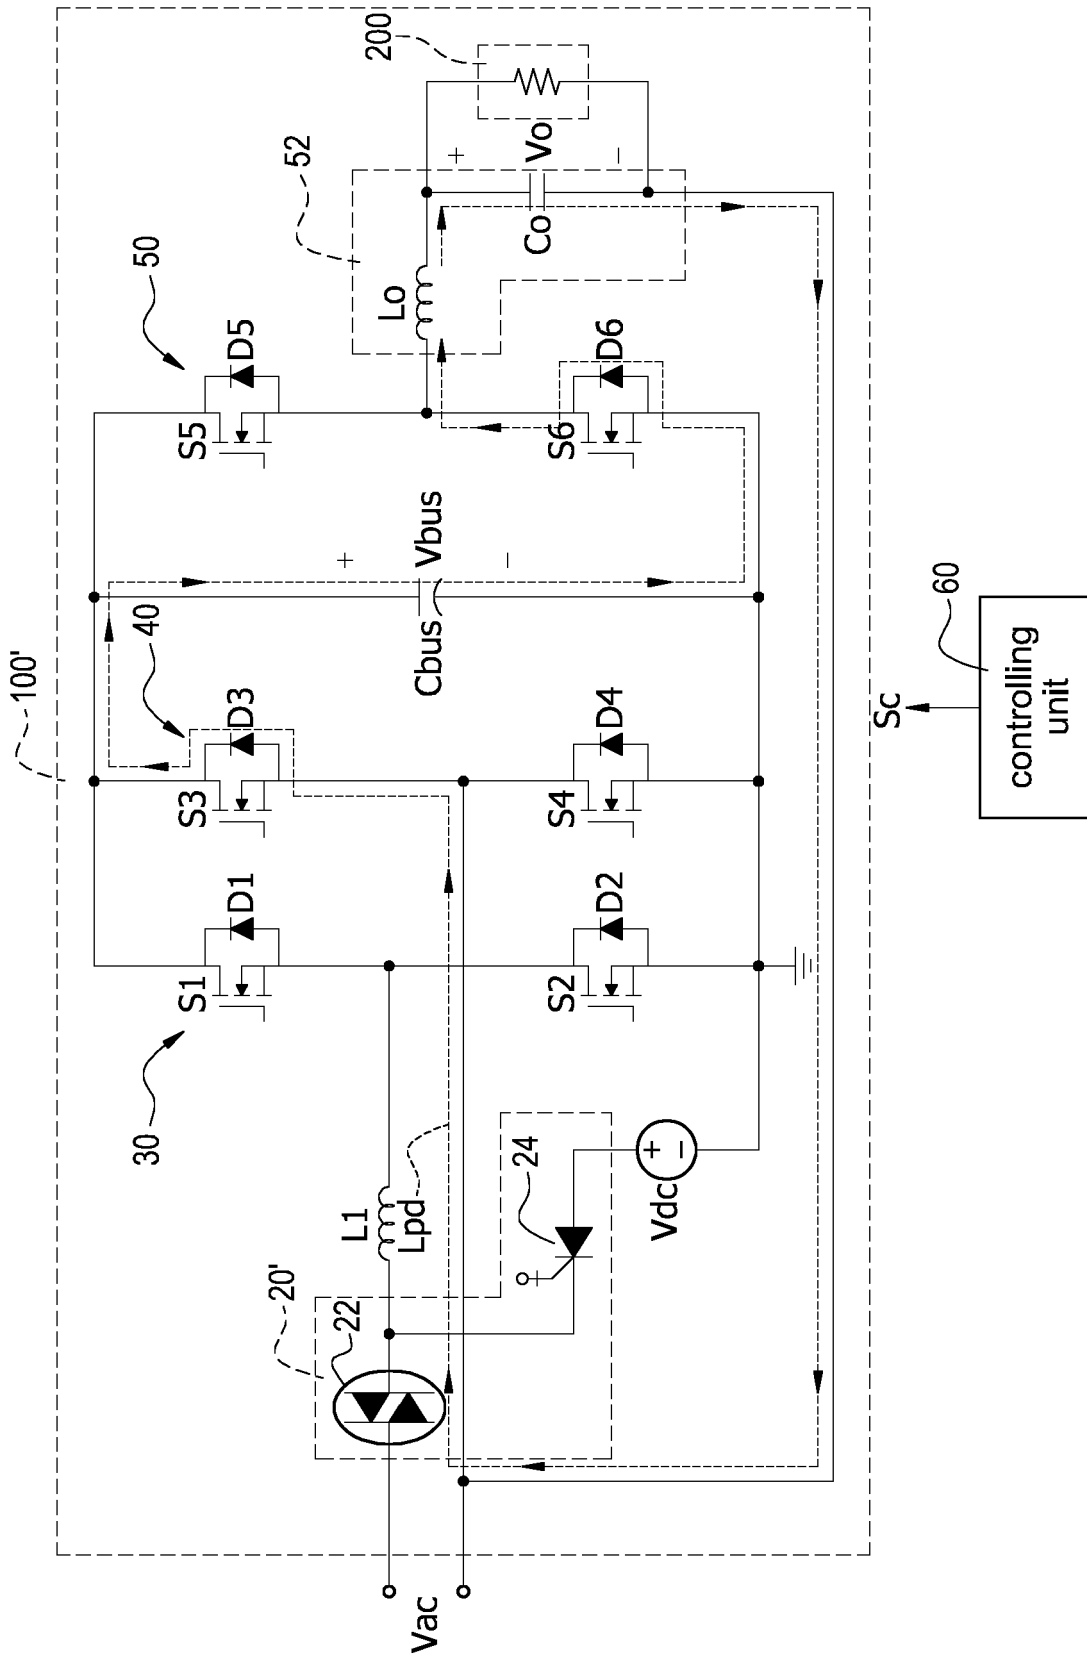 100'
30
40
50
52
200
S1
D1
S3
D3
S5
D5
20'
22
L1
Lpd
24
Vac
Vdc
+
−
S2
D2
S4
D4
Cbus
Vbus
+
−
S6
D6
Lo
Co
Vo
+
−
Sc
60
controlling
unit